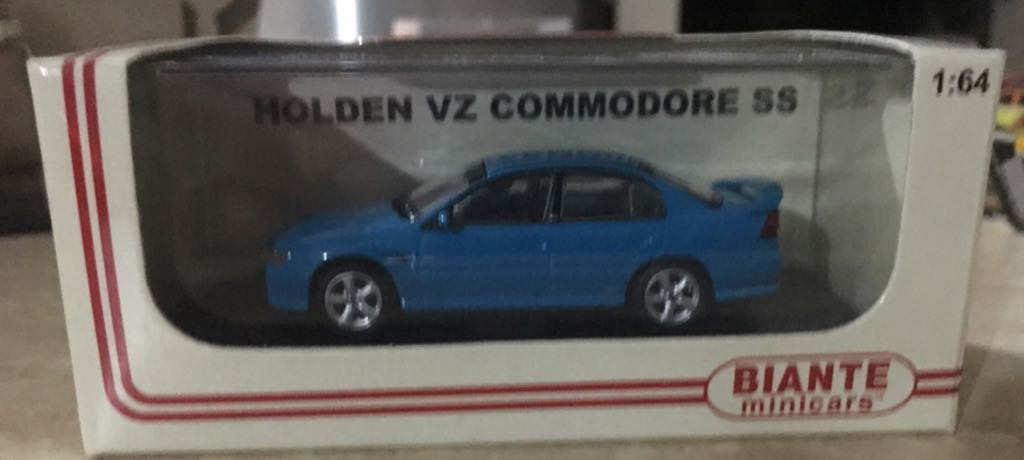 1:64
HOLDEN VZ COMMODORE SS
BIANTE
minicars